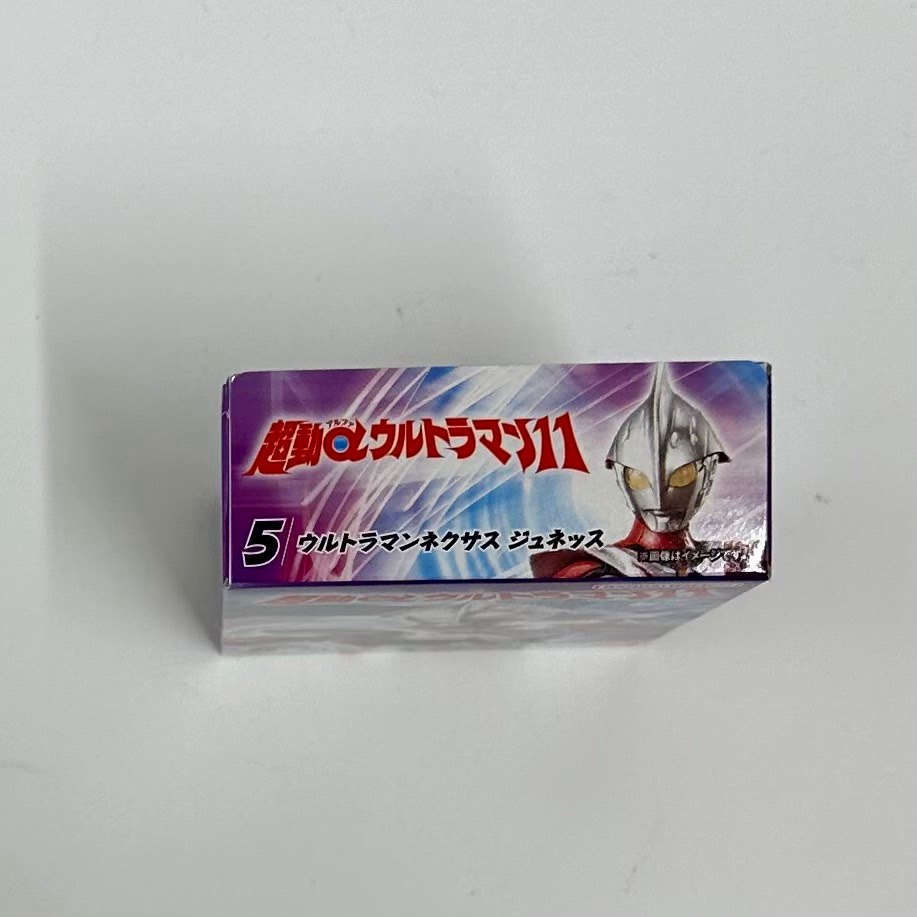 超動αウルトラマン11
アルファ
5 ウルトラマンネクサス ジュネッス
※画像はイメージです。